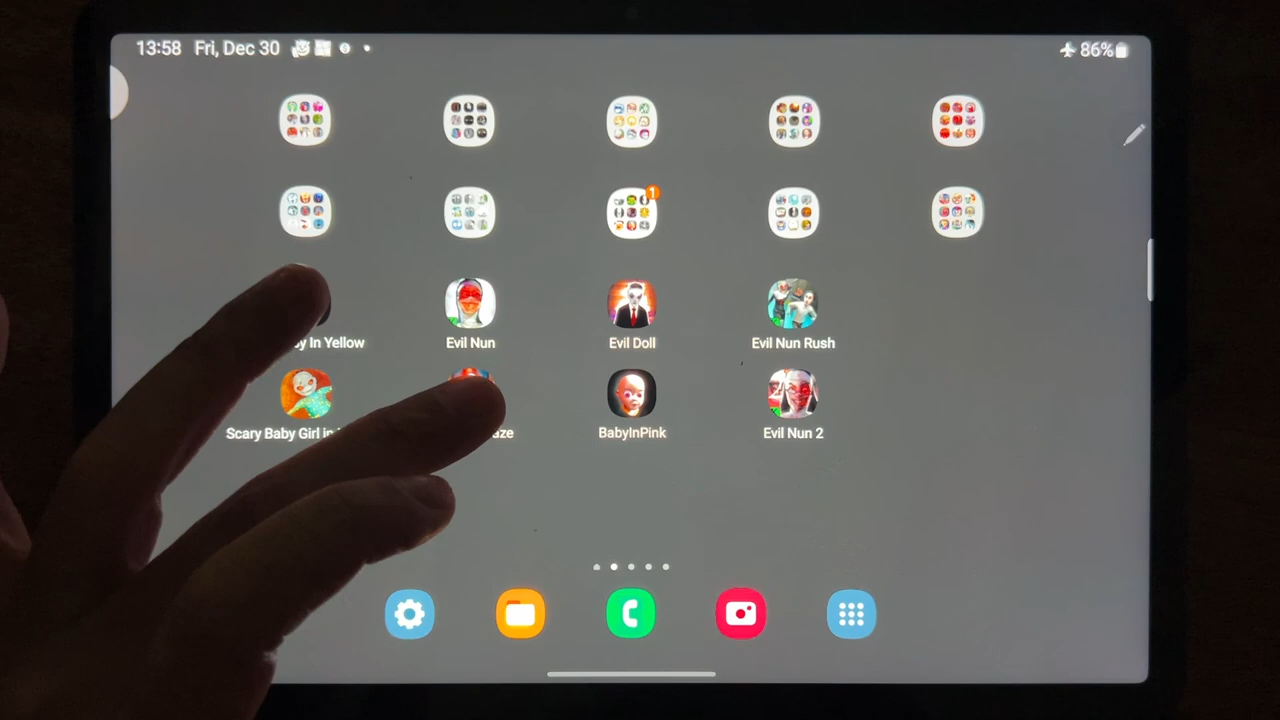 13:58 Fri, Dec 30
86%
1
In Yellow
Evil Nun
Evil Doll
Evil Nun Rush
Scary Baby Girl in
BabyInPink
Evil Nun 2